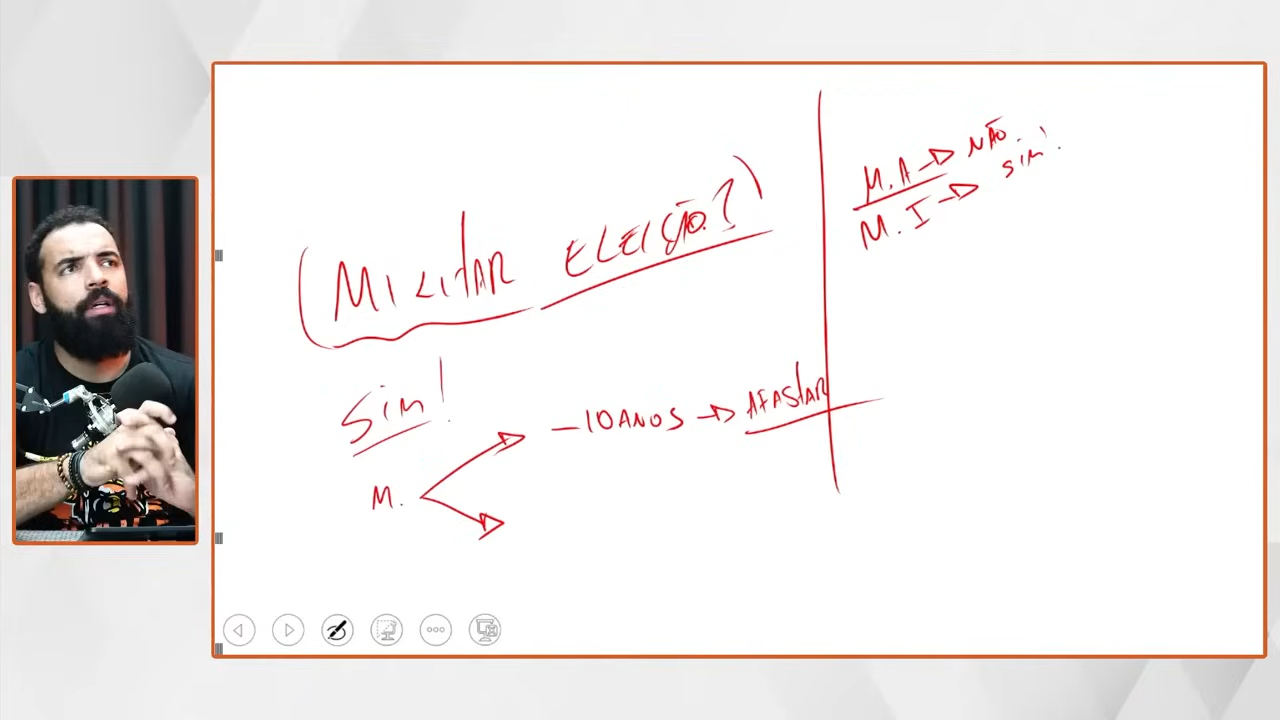 (MILITAR ELEIÇÃO?)
SIM!
M.
-10 ANOS → AFASTAR
M.A → NÃO.
M.I → SIM!